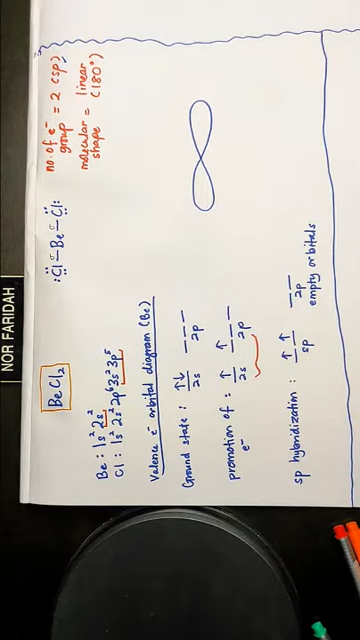 BeCl₂
:Cl-Be-Cl:
σ σ
no. of e⁻ group = 2 (sp)
molecular shape = linear (180°)
Be : 1s² 2s²
Cl : 1s² 2s² 2p⁶ 3s² 3p⁵
Valence e⁻ orbital diagram (Be)
Ground state : ↑↓ _ _ _
2s 2p
promotion of e⁻ : ↑ ↑ _ _
2s 2p
sp hybridization : ↑ ↑ _ _
sp 2p
empty orbitals
NOR FARIDAH